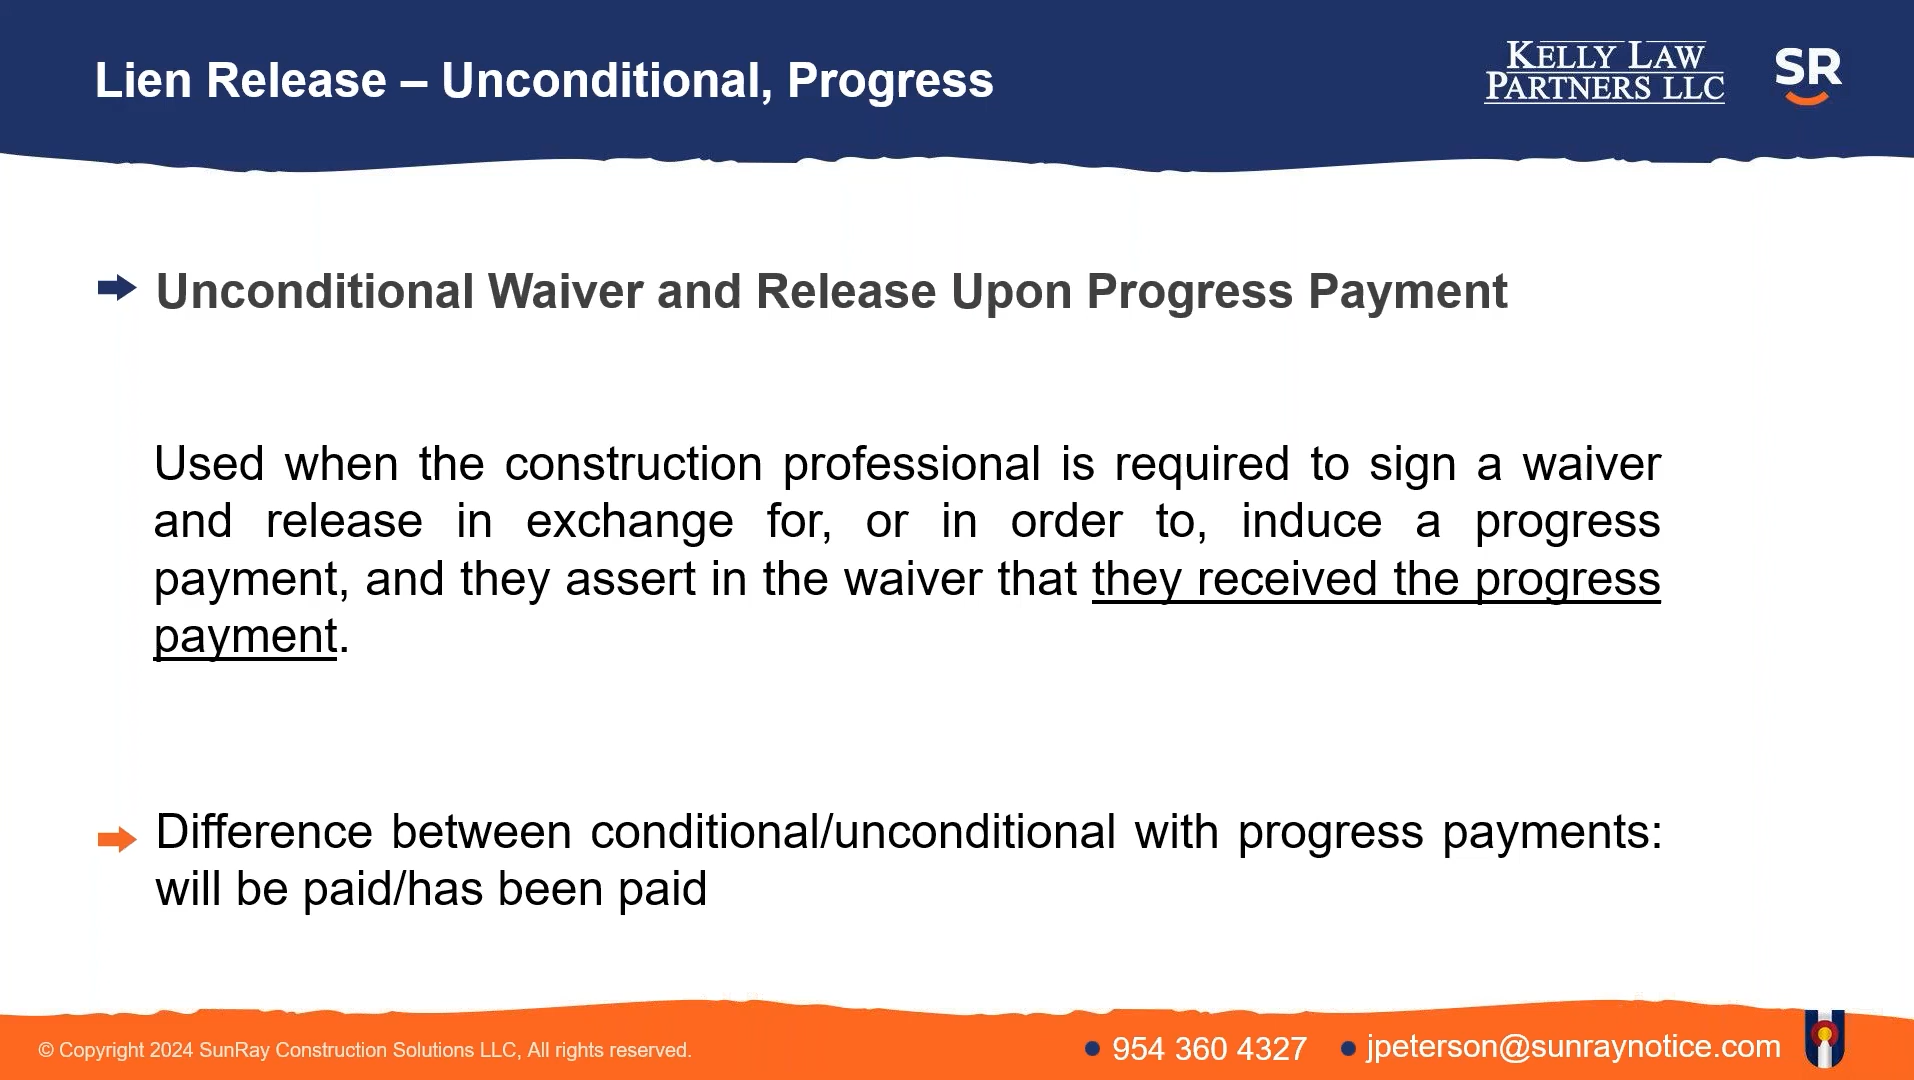 Lien Release – Unconditional, Progress
KELLY LAW
PARTNERS LLC
SR
Unconditional Waiver and Release Upon Progress Payment
Used when the construction professional is required to sign a waiver
and release in exchange for, or in order to, induce a progress
payment, and they assert in the waiver that they received the progress
payment.
Difference between conditional/unconditional with progress payments:
will be paid/has been paid
© Copyright 2024 SunRay Construction Solutions LLC, All rights reserved.
954 360 4327
jpeterson@sunraynotice.com